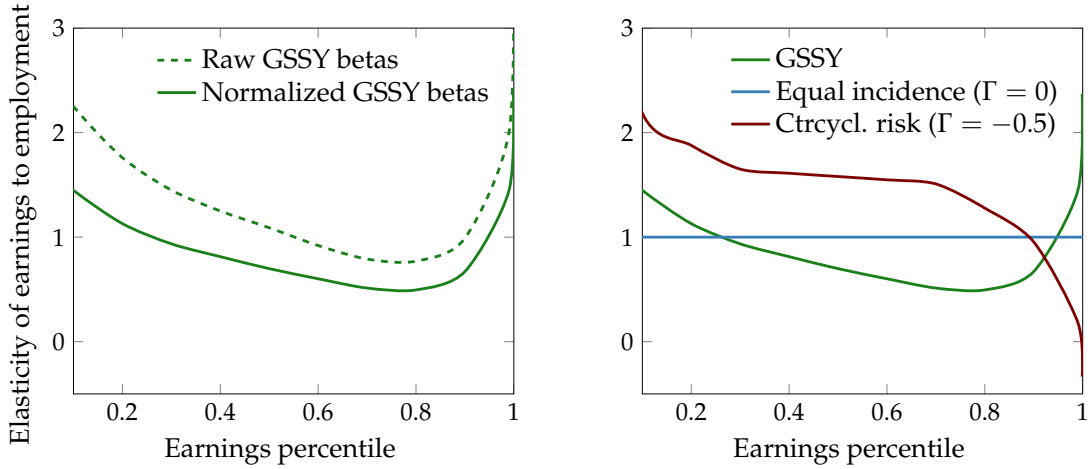 Elasticity of earnings to employment
3
2
1
0
0.2
0.4
0.6
0.8
1
Earnings percentile
Raw GSSY betas
Normalized GSSY betas
3
2
1
0
0.2
0.4
0.6
0.8
1
Earnings percentile
GSSY
Equal incidence (Γ = 0)
Ctrcycl. risk (Γ = −0.5)